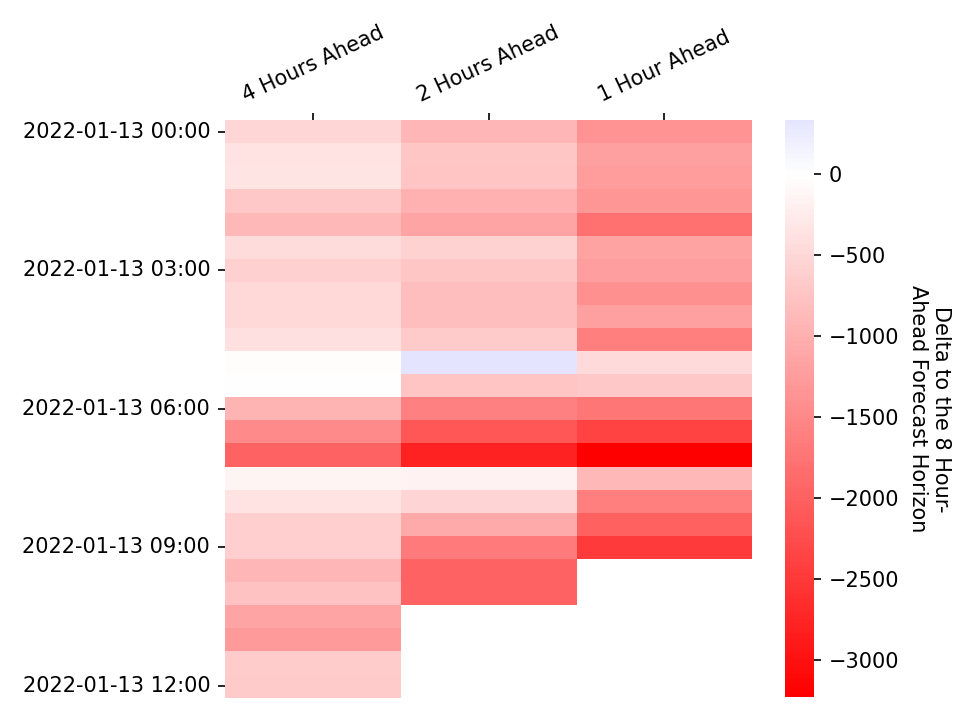 4 Hours Ahead
2 Hours Ahead
1 Hour Ahead
2022-01-13 00:00
2022-01-13 03:00
2022-01-13 06:00
2022-01-13 09:00
2022-01-13 12:00
0
−500
−1000
−1500
−2000
−2500
−3000
Delta to the 8 Hour-
Ahead Forecast Horizon